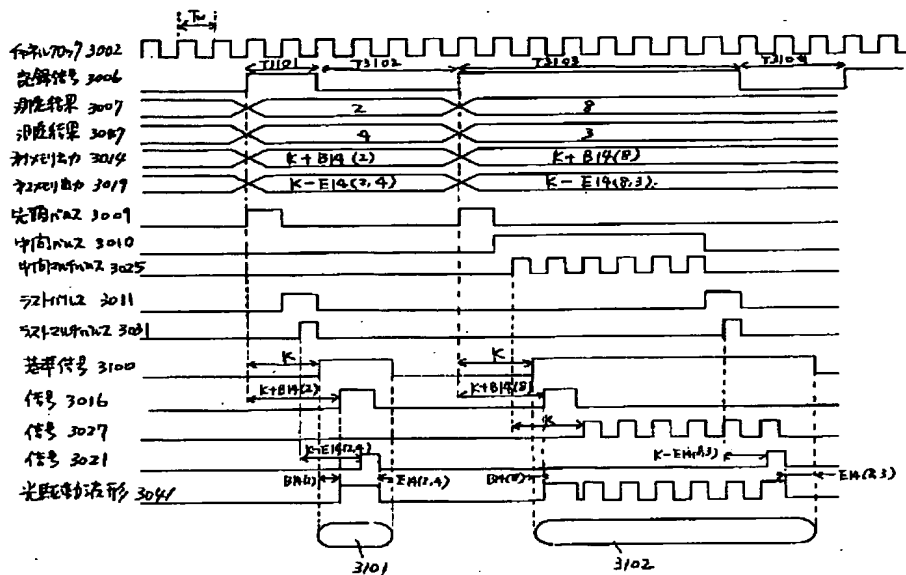 Tw
チャネルクロック 3002
T3101 T3102 T3103 T3104
記録信号 3006
測定結果 3007 2 8
測定結果 3087 4 3
第1メモリ出力 3014 K+B14(2) K+B14(8)
第2メモリ出力 3019 K-E14(2,4) K-E14(8,3)
先頭パルス 3009
中間パルス 3010
中間マルチパルス 3025
ラストパルス 3011
ラストマルチパルス 3031
K K
基準信号 3100
K+B14(2) K+B14(8)
信号 3016
K
信号 3027
K-E14(2,4) K-E14(8,3)
信号 3021
B14(2) E14(2,4) B14(8) E14(8,3)
光駆動波形 3041
3101 3102